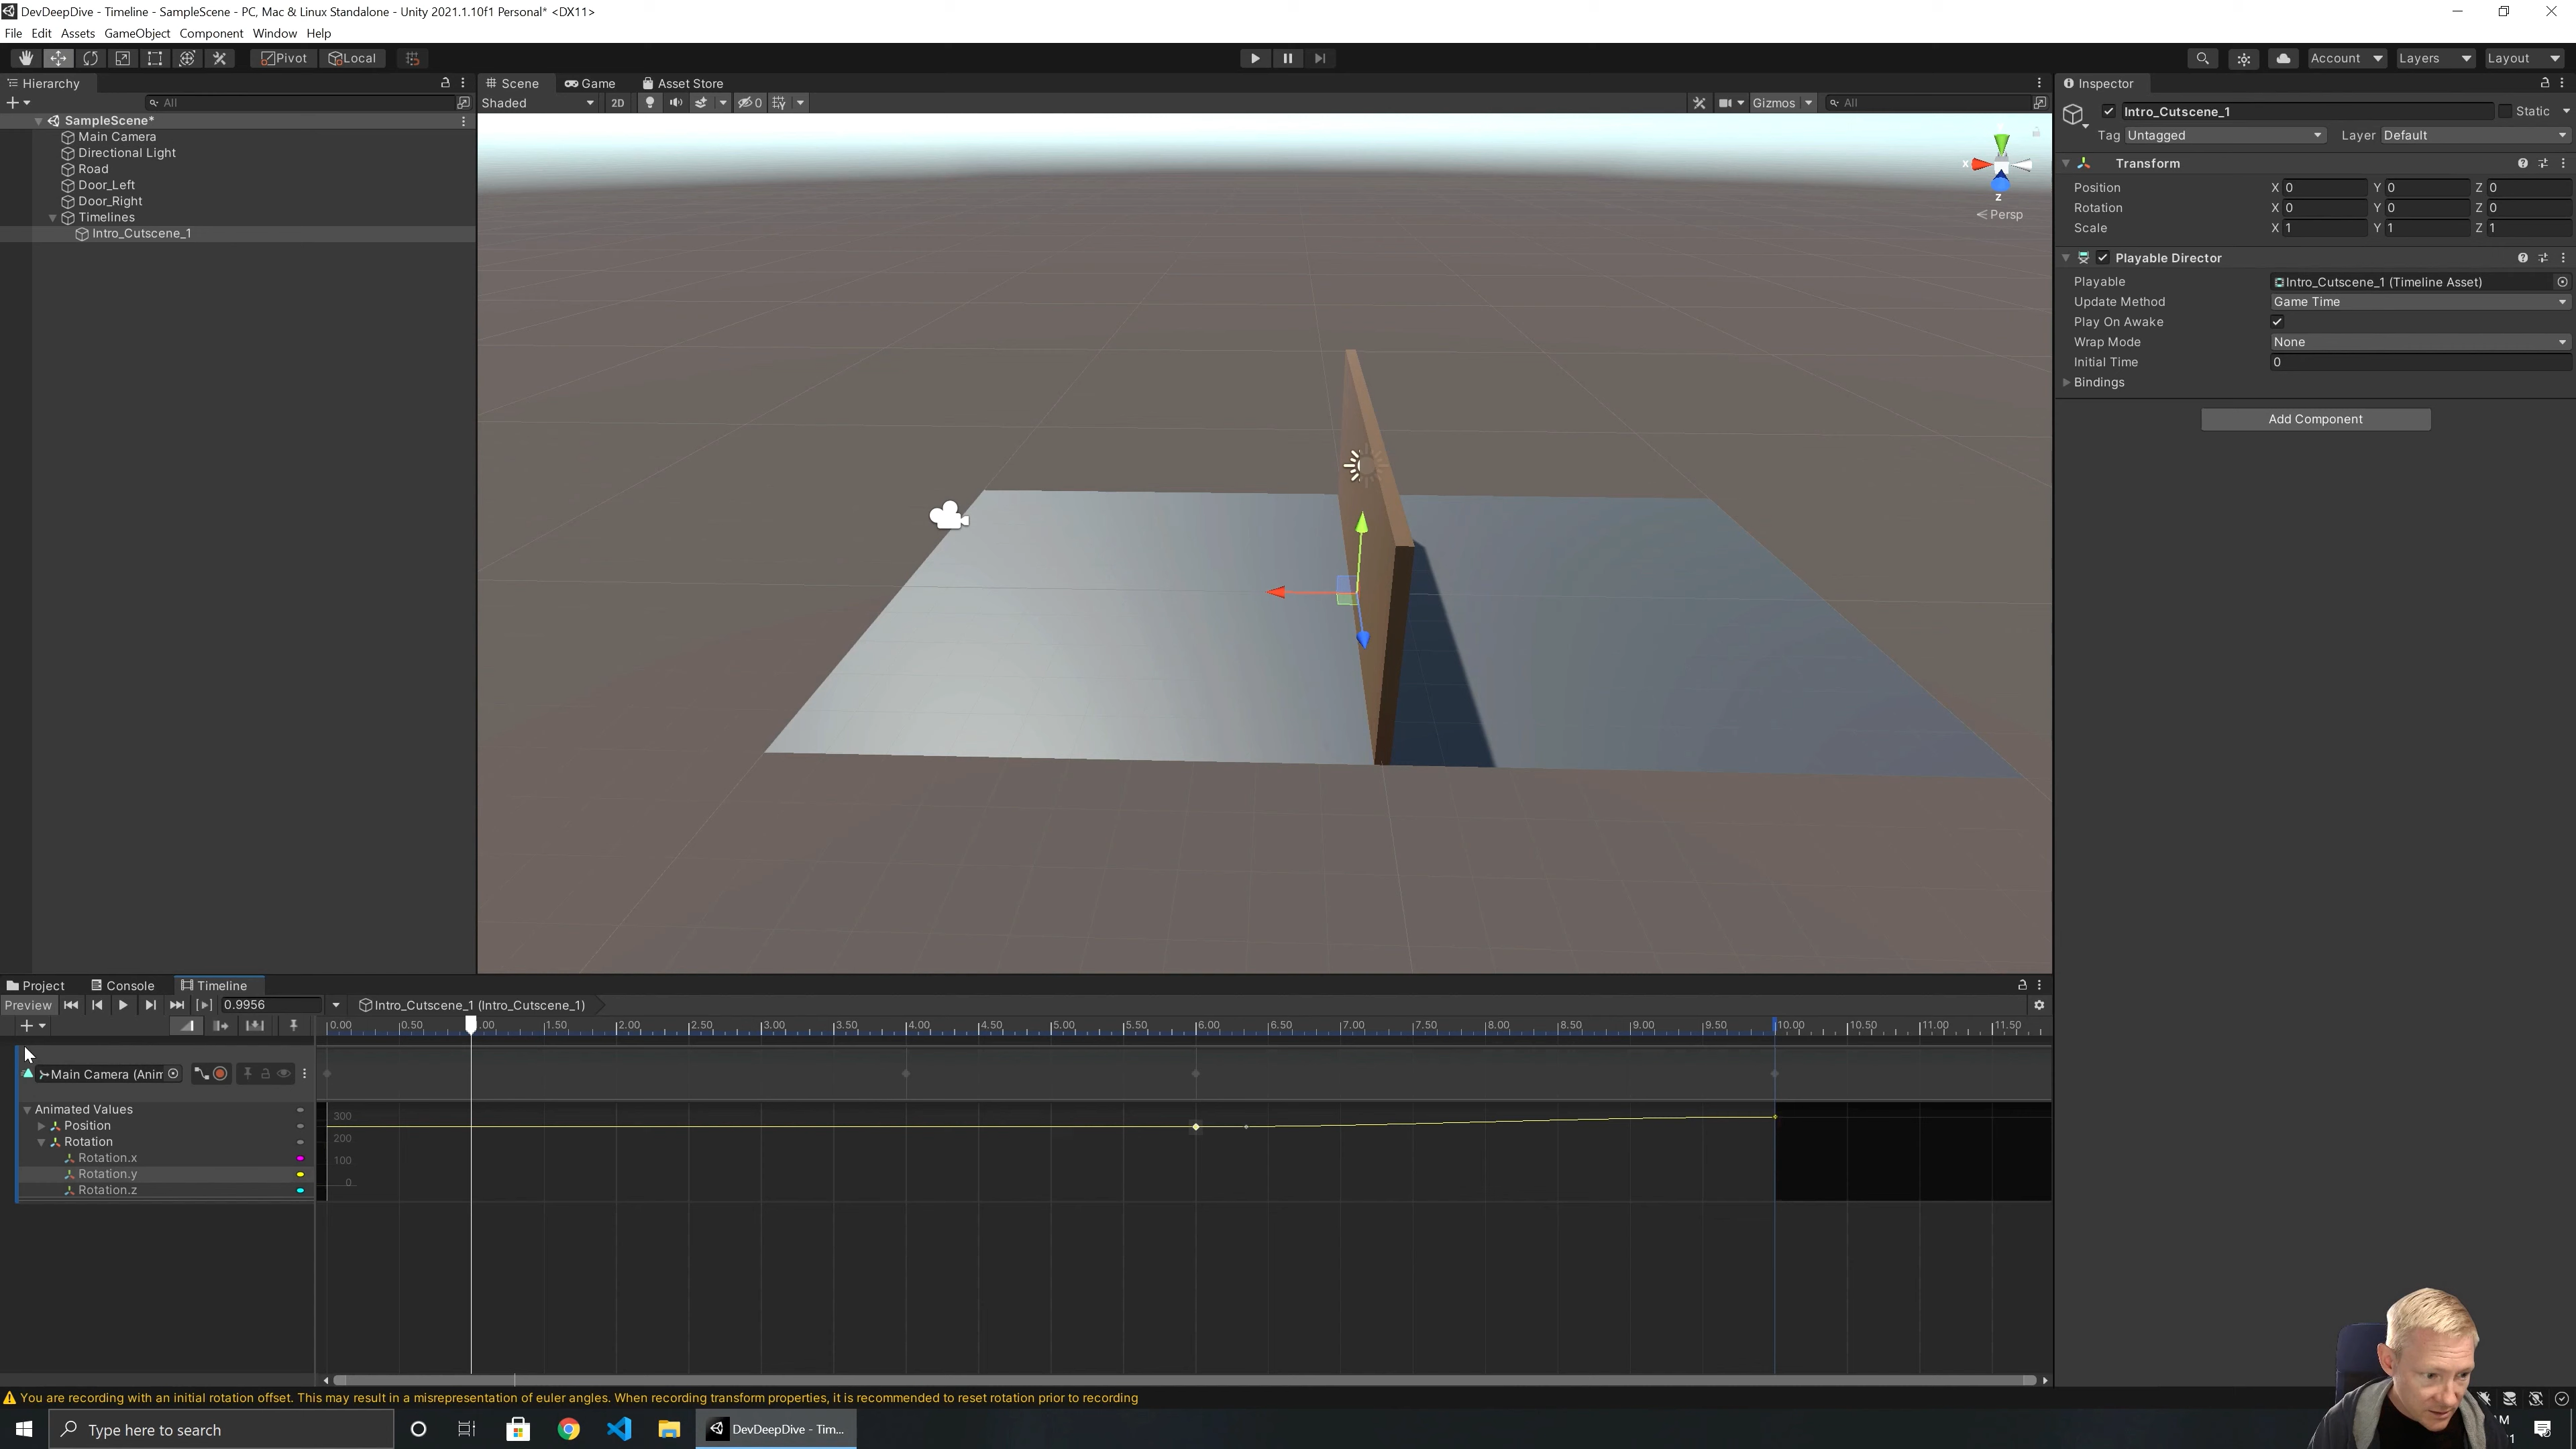 DevDeepDive - Timeline - SampleScene - PC, Mac & Linux Standalone - Unity 2021.1.10f1 Personal* <DX11>
File Edit Assets GameObject Component Window Help
Pivot Local Account Layers Layout
Hierarchy Scene Game Asset Store Inspector
All Shaded 2D 0 Gizmos All
SampleScene*
Main Camera
Directional Light
Road
Door_Left
Door_Right
Timelines
Intro_Cutscene_1
x
z
Persp
Intro_Cutscene_1 Static
Tag Untagged Layer Default
Transform
Position X 0 Y 0 Z 0
Rotation X 0 Y 0 Z 0
Scale X 1 Y 1 Z 1
Playable Director
Playable Intro_Cutscene_1 (Timeline Asset)
Update Method Game Time
Play On Awake
Wrap Mode None
Initial Time 0
Bindings
Add Component
Project Console Timeline
Preview 0.9956 Intro_Cutscene_1 (Intro_Cutscene_1)
0.00 0.50 .00 1.50 2.00 2.50 3.00 3.50 4.00 4.50 5.00 5.50 6.00 6.50 7.00 7.50 8.00 8.50 9.00 9.50 10.00 10.50 11.00 11.50
Main Camera (Anim
Animated Values
Position
Rotation
Rotation.x
Rotation.y
Rotation.z
300
200
100
0
You are recording with an initial rotation offset. This may result in a misrepresentation of euler angles. When recording transform properties, it is recommended to reset rotation prior to recording
Type here to search DevDeepDive - Tim...